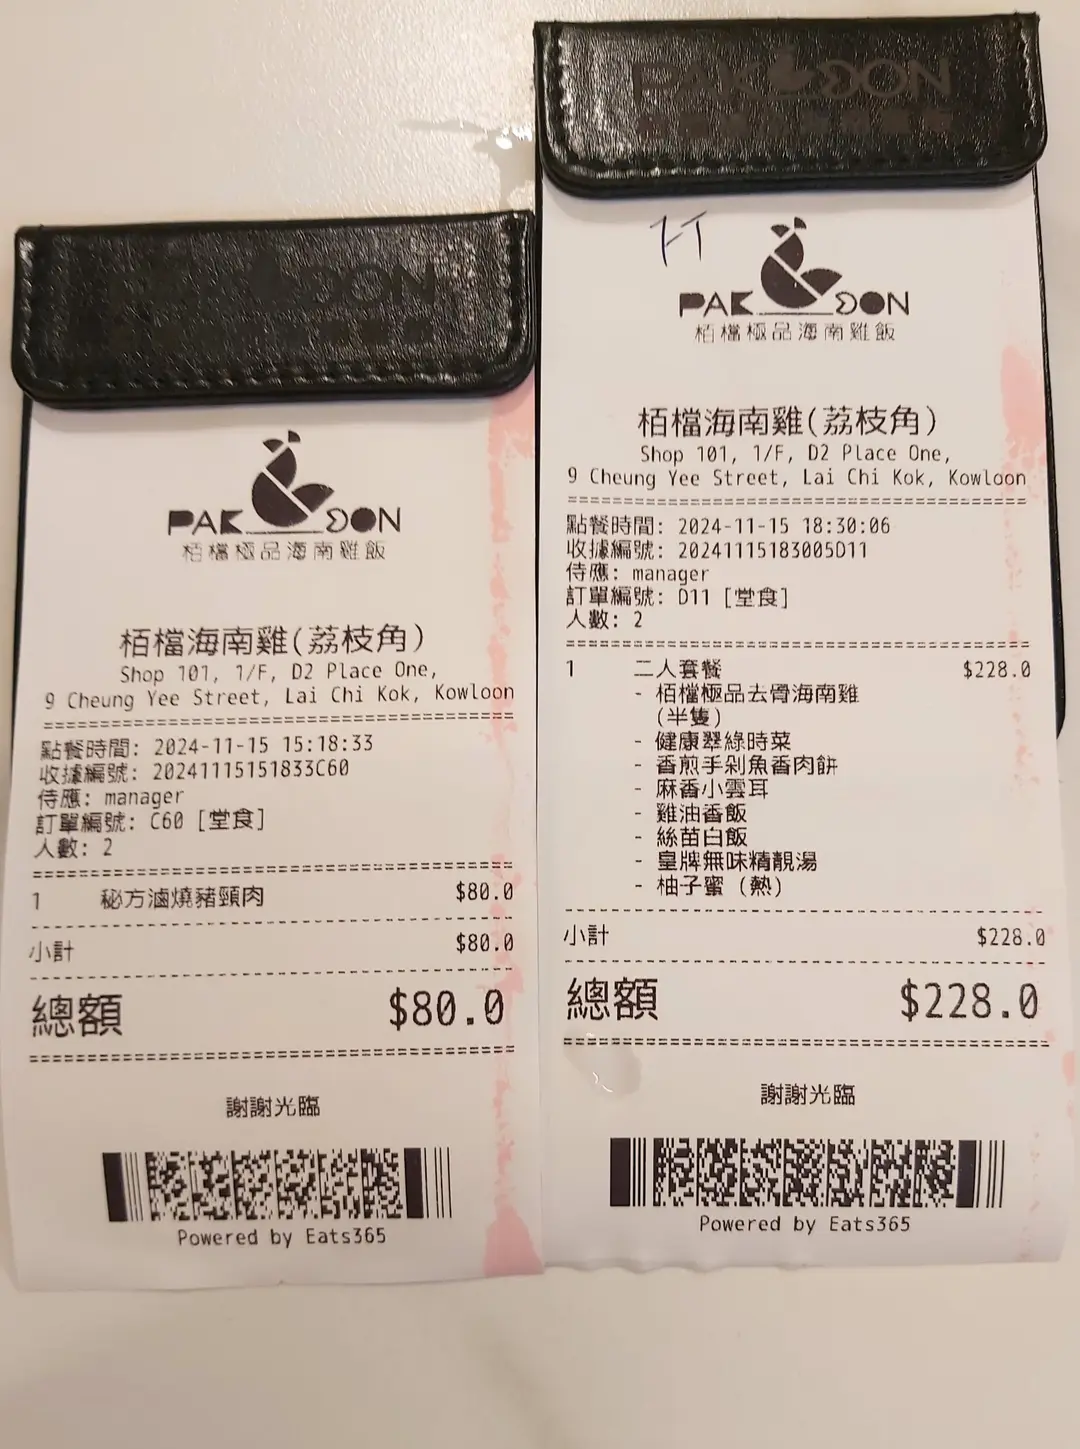 PAK DON
栢檔極品海南雞飯
栢檔海南雞(荔枝角)
Shop 101, 1/F, D2 Place One,
9 Cheung Yee Street, Lai Chi Kok, Kowloon
點餐時間: 2024-11-15 15:18:33
收據編號: 20241115151833C60
侍應: manager
訂單編號: C60 [堂食]
人數: 2
1 秘方滷燒豬頸肉 $80.0
小計 $80.0
總額 $80.0
謝謝光臨
Powered by Eats365
PAK DON
PAK DON
栢檔極品海南雞飯
栢檔海南雞(荔枝角)
Shop 101, 1/F, D2 Place One,
9 Cheung Yee Street, Lai Chi Kok, Kowloon
點餐時間: 2024-11-15 18:30:06
收據編號: 20241115183005D11
侍應: manager
訂單編號: D11 [堂食]
人數: 2
1 二人套餐 $228.0
- 栢檔極品去骨海南雞
(半隻)
- 健康翠綠時菜
- 香煎手剁魚香肉餅
- 麻香小雲耳
- 雞油香飯
- 絲苗白飯
- 皇牌無味精靚湯
- 柚子蜜 (熱)
小計 $228.0
總額 $228.0
謝謝光臨
Powered by Eats365